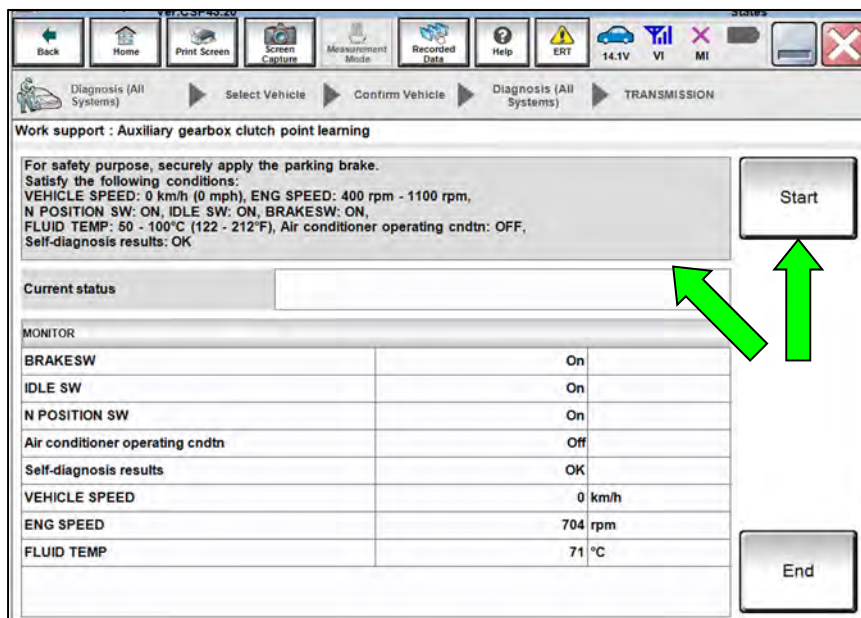 Ver.CSP45.20
States
Back
Home
Print Screen
Screen Capture
Measurement Mode
Recorded Data
Help
ERT
14.1V
VI
MI
Diagnosis (All Systems)
Select Vehicle
Confirm Vehicle
Diagnosis (All Systems)
TRANSMISSION
Work support : Auxiliary gearbox clutch point learning
For safety purpose, securely apply the parking brake.
Satisfy the following conditions:
VEHICLE SPEED: 0 km/h (0 mph), ENG SPEED: 400 rpm - 1100 rpm,
N POSITION SW: ON, IDLE SW: ON, BRAKESW: ON,
FLUID TEMP: 50 - 100°C (122 - 212°F), Air conditioner operating cndtn: OFF,
Self-diagnosis results: OK
Start
Current status
MONITOR
BRAKESW On
IDLE SW On
N POSITION SW On
Air conditioner operating cndtn Off
Self-diagnosis results OK
VEHICLE SPEED 0 km/h
ENG SPEED 704 rpm
FLUID TEMP 71 °C
End